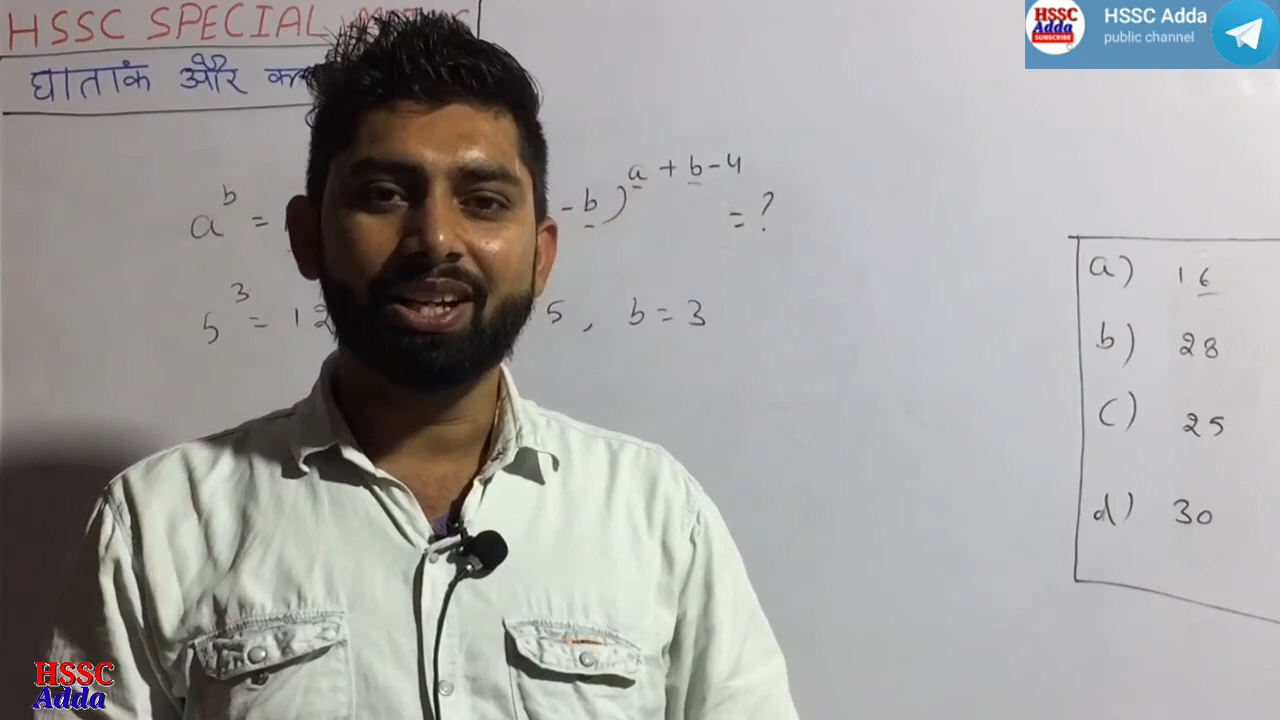 HSSC SPECIAL
घातांक और
HSSC Adda
public channel
HSSC
Adda
SUBSCRIBE
a^b =
- b)^(a + b - 4) = ?
5^3 = 12
5, b = 3
a) 16
b) 28
c) 25
d) 30
HSSC
Adda